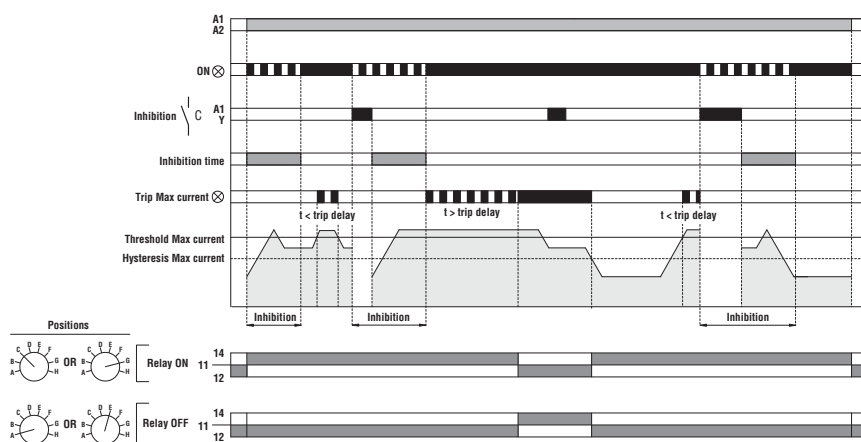 A1
A2
ON
Inhibition C A1
Y
Inhibition time
Trip Max current
t < trip delay t > trip delay t < trip delay
Threshold Max current
Hysteresis Max current
Inhibition Inhibition Inhibition
Positions
A B C D E F G H OR A B C D E F G H Relay ON 14
11
12
A B C D E F G H OR A B C D E F G H Relay OFF 14
11
12